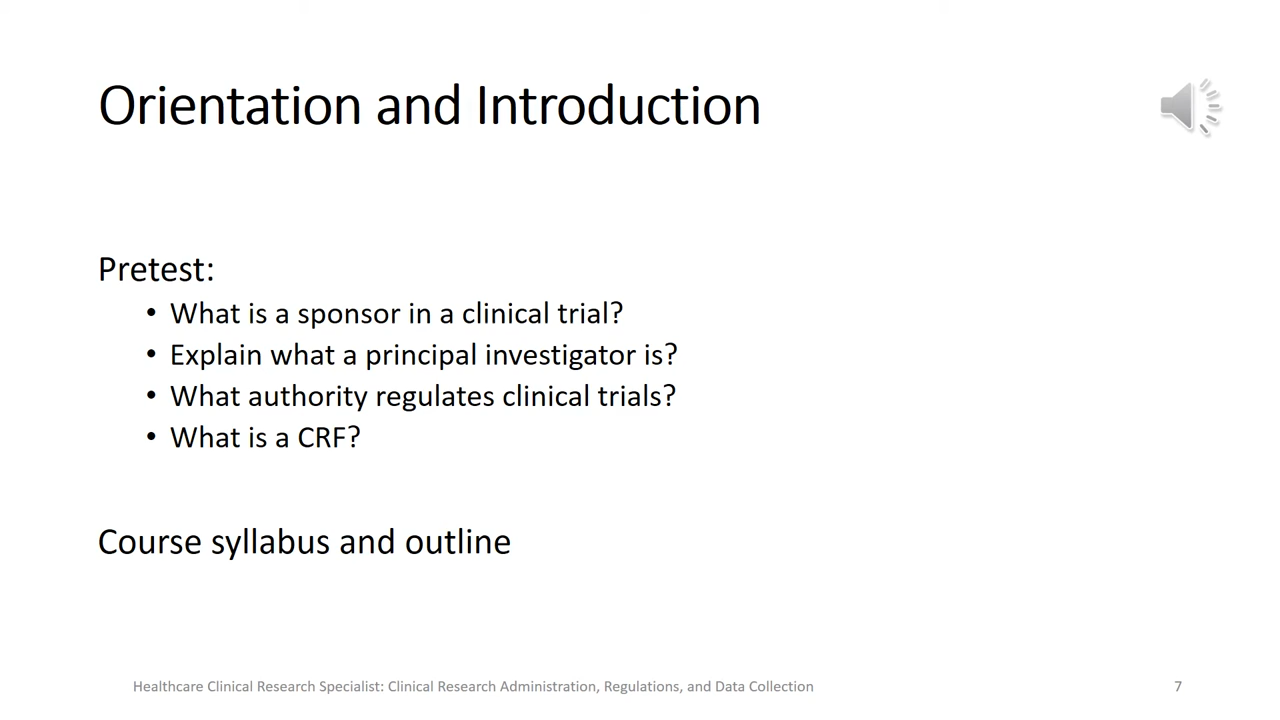 Orientation and Introduction
Pretest:
• What is a sponsor in a clinical trial?
• Explain what a principal investigator is?
• What authority regulates clinical trials?
• What is a CRF?
Course syllabus and outline
Healthcare Clinical Research Specialist: Clinical Research Administration, Regulations, and Data Collection
7